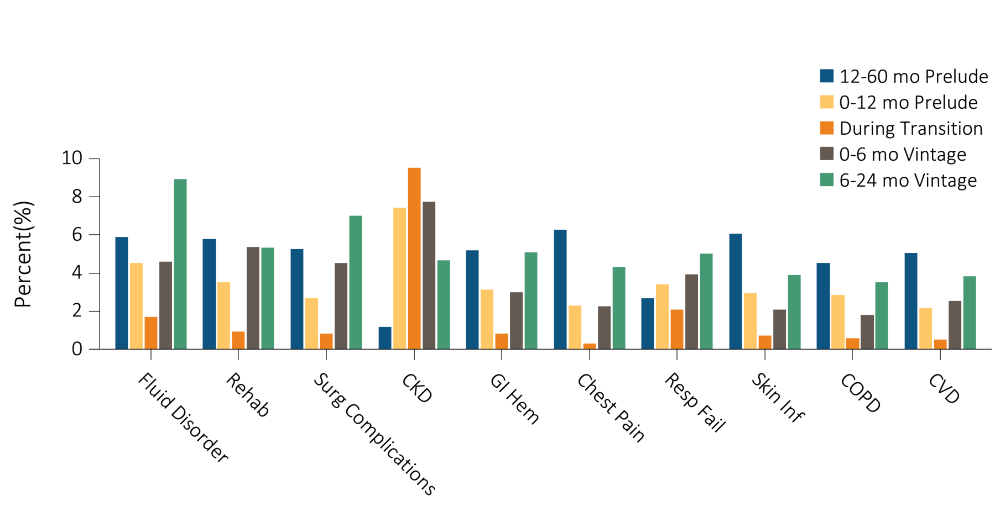 12-60 mo Prelude
0-12 mo Prelude
During Transition
0-6 mo Vintage
6-24 mo Vintage
Percent(%)
10
8
6
4
2
0
Fluid Disorder
Rehab
Surg Complications
CKD
GI Hem
Chest Pain
Resp Fail
Skin Inf
COPD
CVD